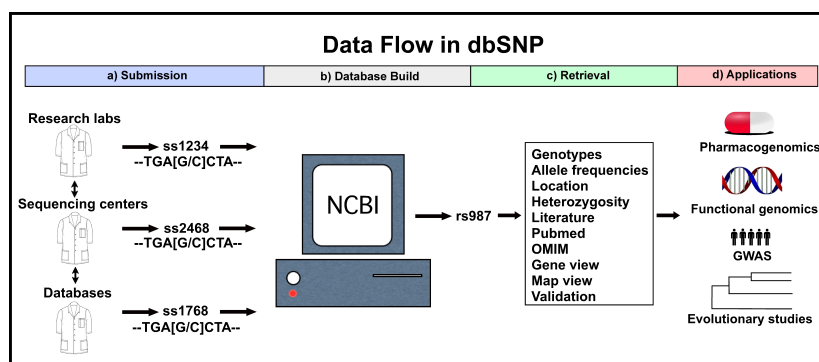 Data Flow in dbSNP
a) Submission
b) Database Build
c) Retrieval
d) Applications
Research labs
ss1234
--TGA[G/C]CTA--
Sequencing centers
ss2468
--TGA[G/C]CTA--
Databases
ss1768
--TGA[G/C]CTA--
NCBI
rs987
Genotypes
Allele frequencies
Location
Heterozygosity
Literature
Pubmed
OMIM
Gene view
Map view
Validation
Pharmacogenomics
Functional genomics
GWAS
Evolutionary studies